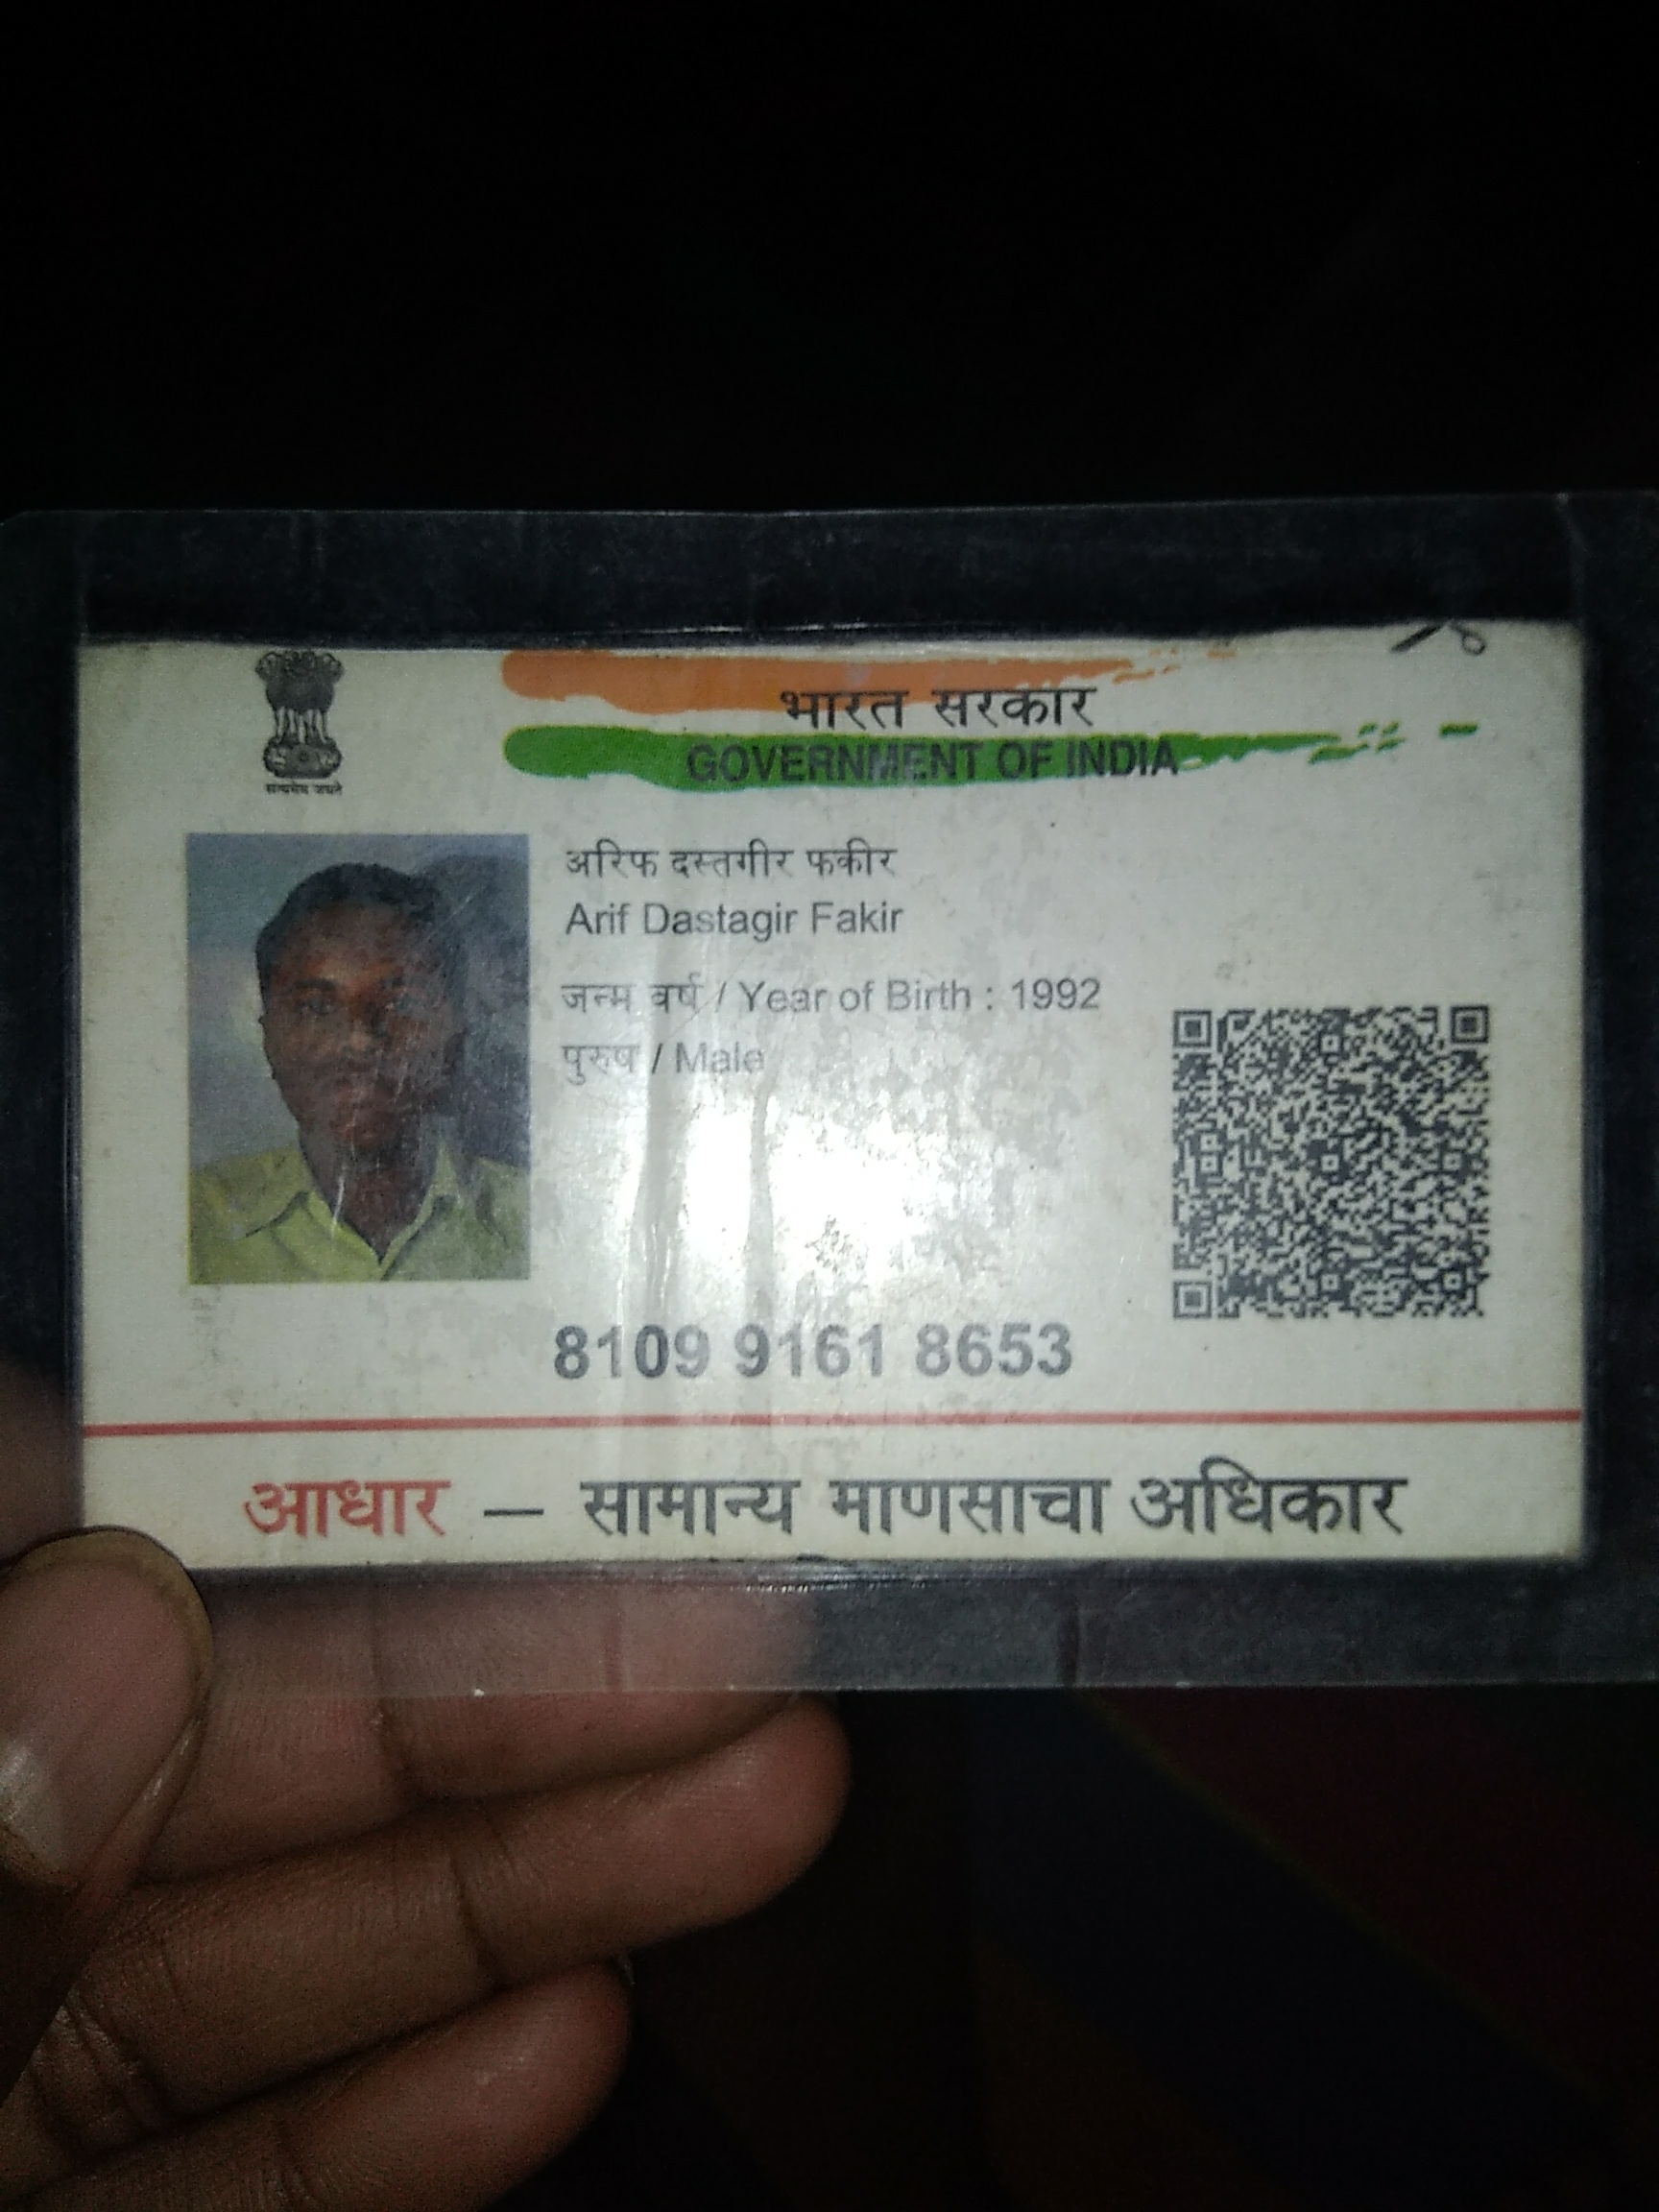 भारत सरकार
GOVERNMENT OF INDIA
सत्यमेव जयते
अरिफ दस्तगीर फकीर
Arif Dastagir Fakir
जन्म वर्ष / Year of Birth : 1992
पुरुष / Male
8109 9161 8653
आधार — सामान्य माणसाचा अधिकार